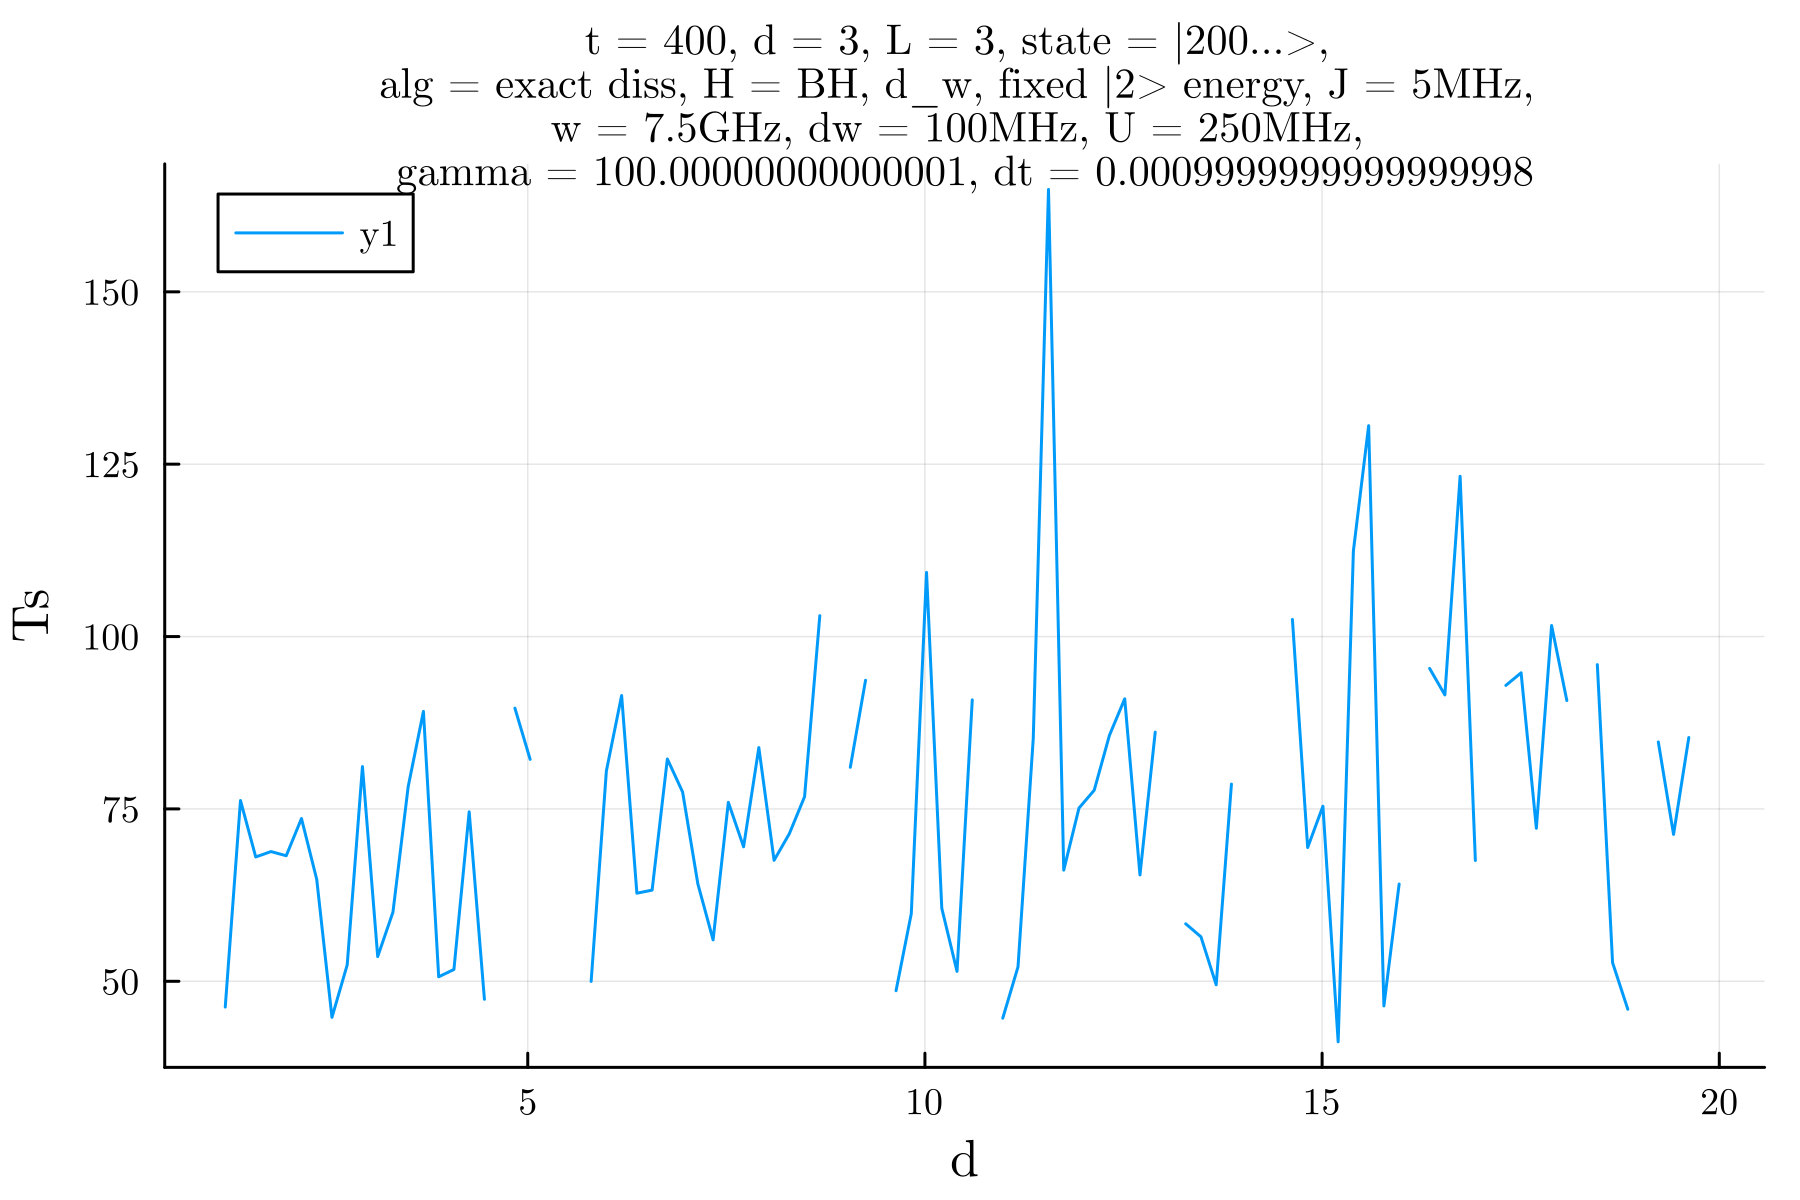 t = 400, d = 3, L = 3, state = |200...>,
alg = exact diss, H = BH, d_w, fixed |2> energy, J = 5MHz,
w = 7.5GHz, dw = 100MHz, U = 250MHz,
gamma = 100.00000000000001, dt = 0.0009999999999999998
y1
150
125
100
75
50
Ts
5
10
15
20
d